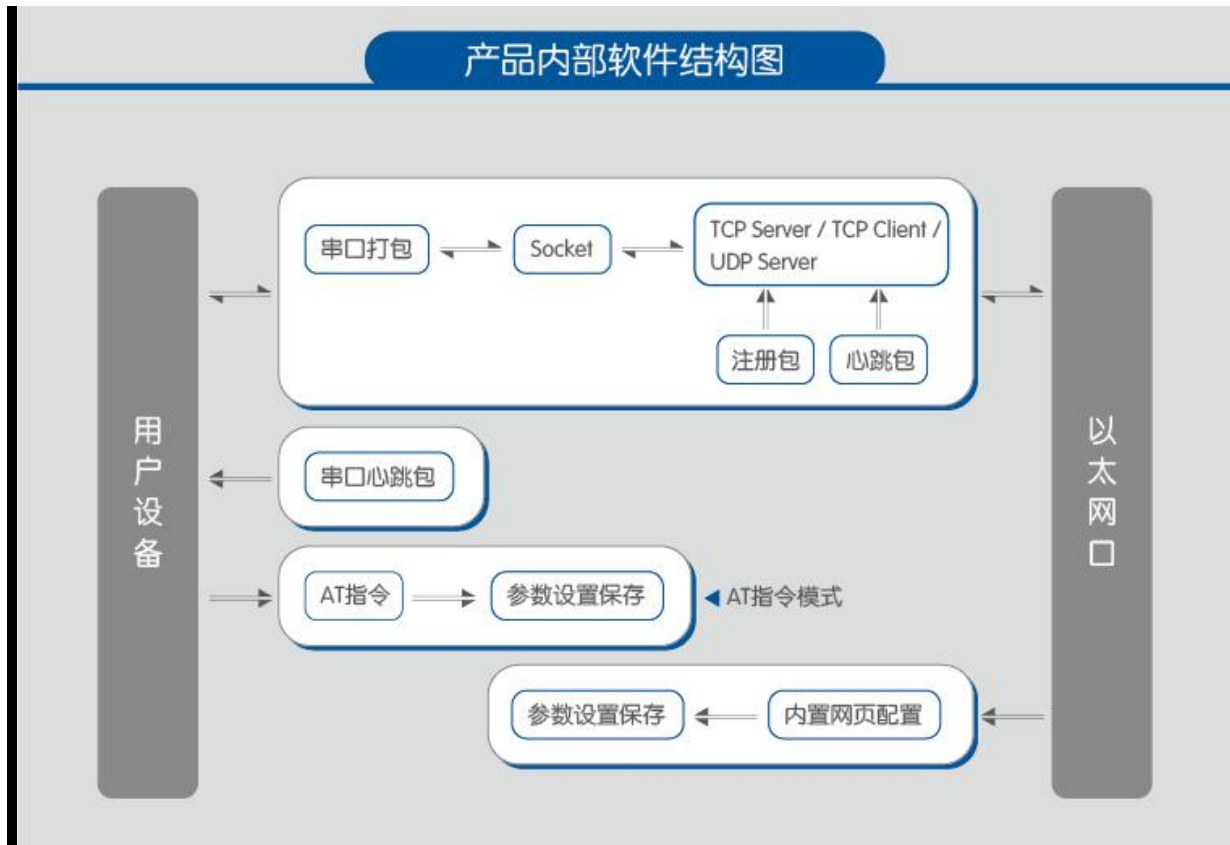 产品内部软件结构图
串口打包
Socket
TCP Server / TCP Client /
UDP Server
注册包
心跳包
用户设备
以太网口
串口心跳包
AT指令
参数设置保存
AT指令模式
参数设置保存
内置网页配置